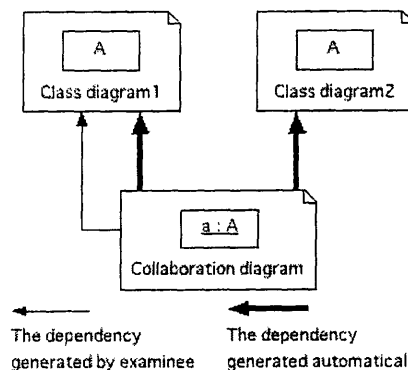 A
Class diagram1
A
Class diagram2
a : A
Collaboration diagram
The dependency
generated by examinee
The dependency
generated automatical